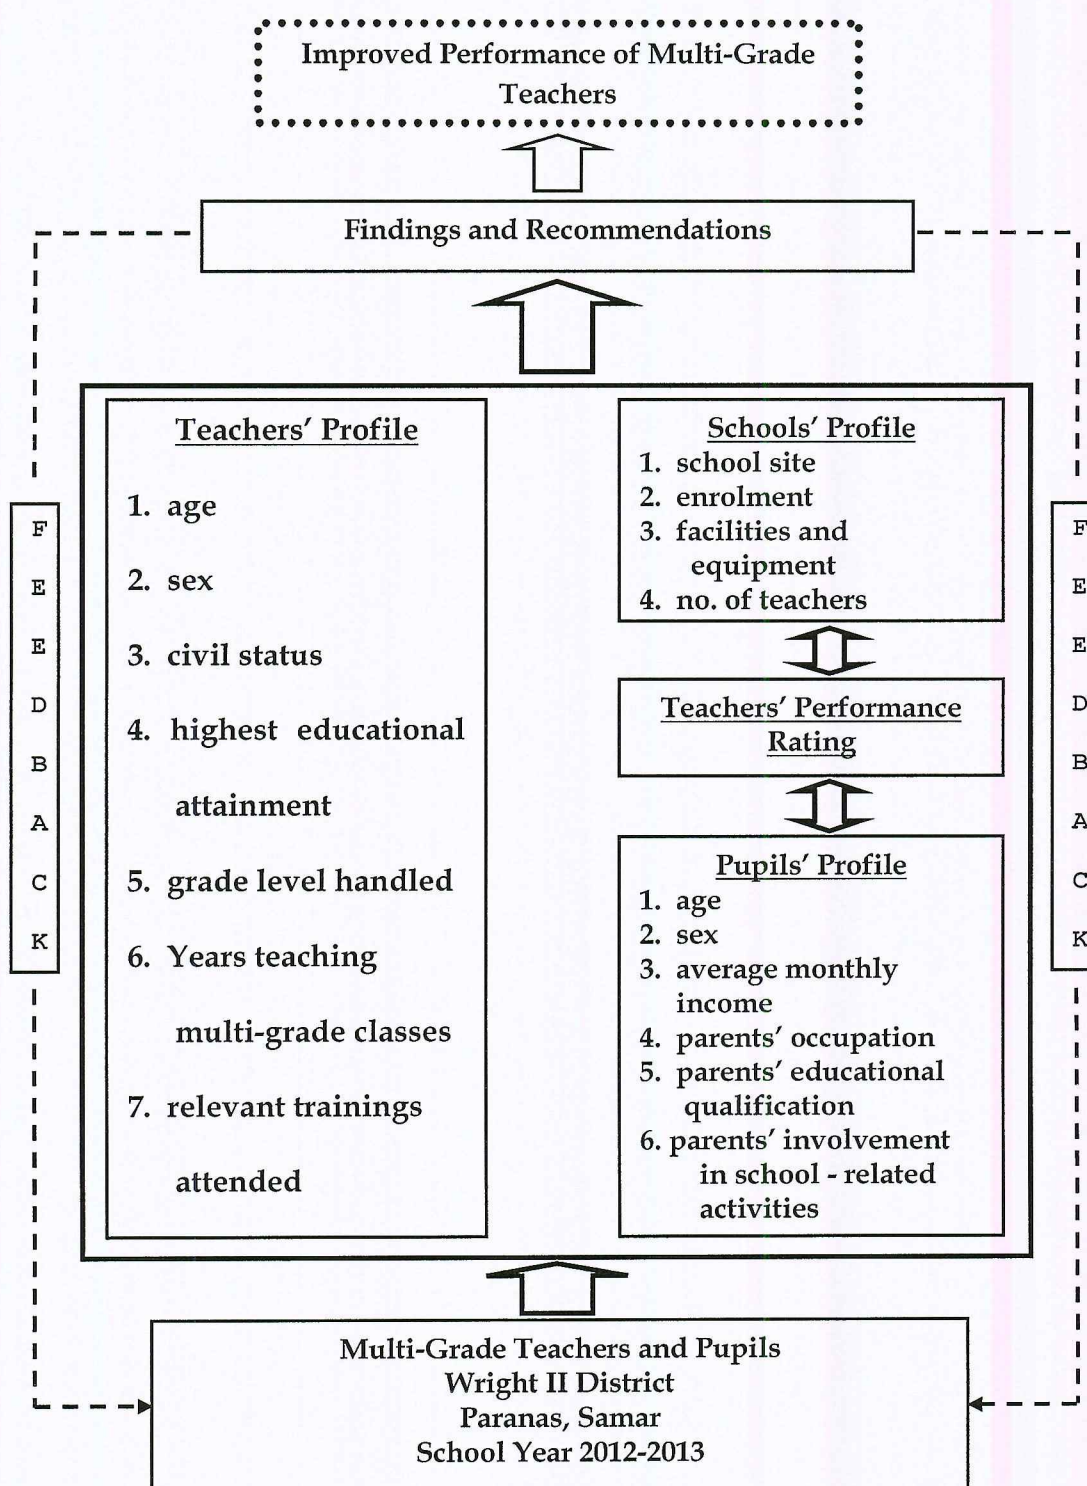 Improved Performance of Multi-Grade
Teachers
Findings and Recommendations
Teachers' Profile
1. age
2. sex
3. civil status
4. highest educational
attainment
5. grade level handled
6. Years teaching
multi-grade classes
7. relevant trainings
attended
Schools' Profile
1. school site
2. enrolment
3. facilities and
equipment
4. no. of teachers
Teachers' Performance
Rating
Pupils' Profile
1. age
2. sex
3. average monthly
income
4. parents' occupation
5. parents' educational
qualification
6. parents' involvement
in school - related
activities
F
E
E
D
B
A
C
K
F
E
E
D
B
A
C
K
Multi-Grade Teachers and Pupils
Wright II District
Paranas, Samar
School Year 2012-2013